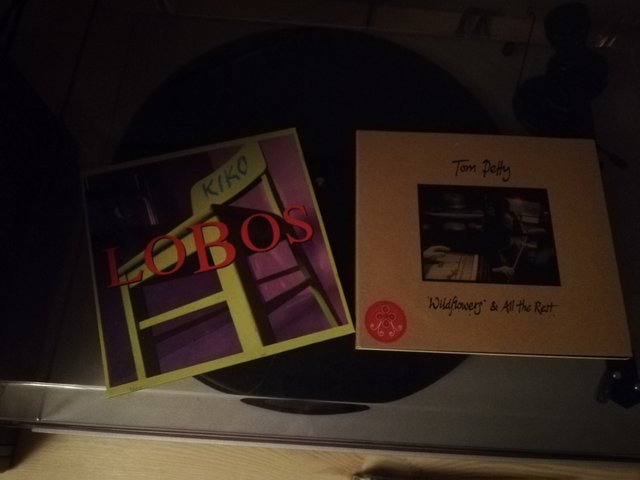 KIKO
LOBOS
Tom Petty
"Wildflowers" & All the Rest